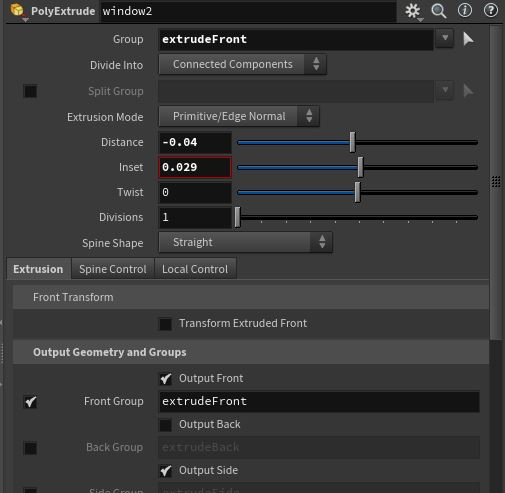 PolyExtrude window2
Group extrudeFront
Divide Into Connected Components
Split Group
Extrusion Mode Primitive/Edge Normal
Distance -0.04
Inset 0.029
Twist 0
Divisions 1
Spine Shape Straight
Extrusion Spine Control Local Control
Front Transform
Transform Extruded Front
Output Geometry and Groups
Output Front
Front Group extrudeFront
Output Back
Back Group extrudeBack
Output Side
Side Group extrudeSide